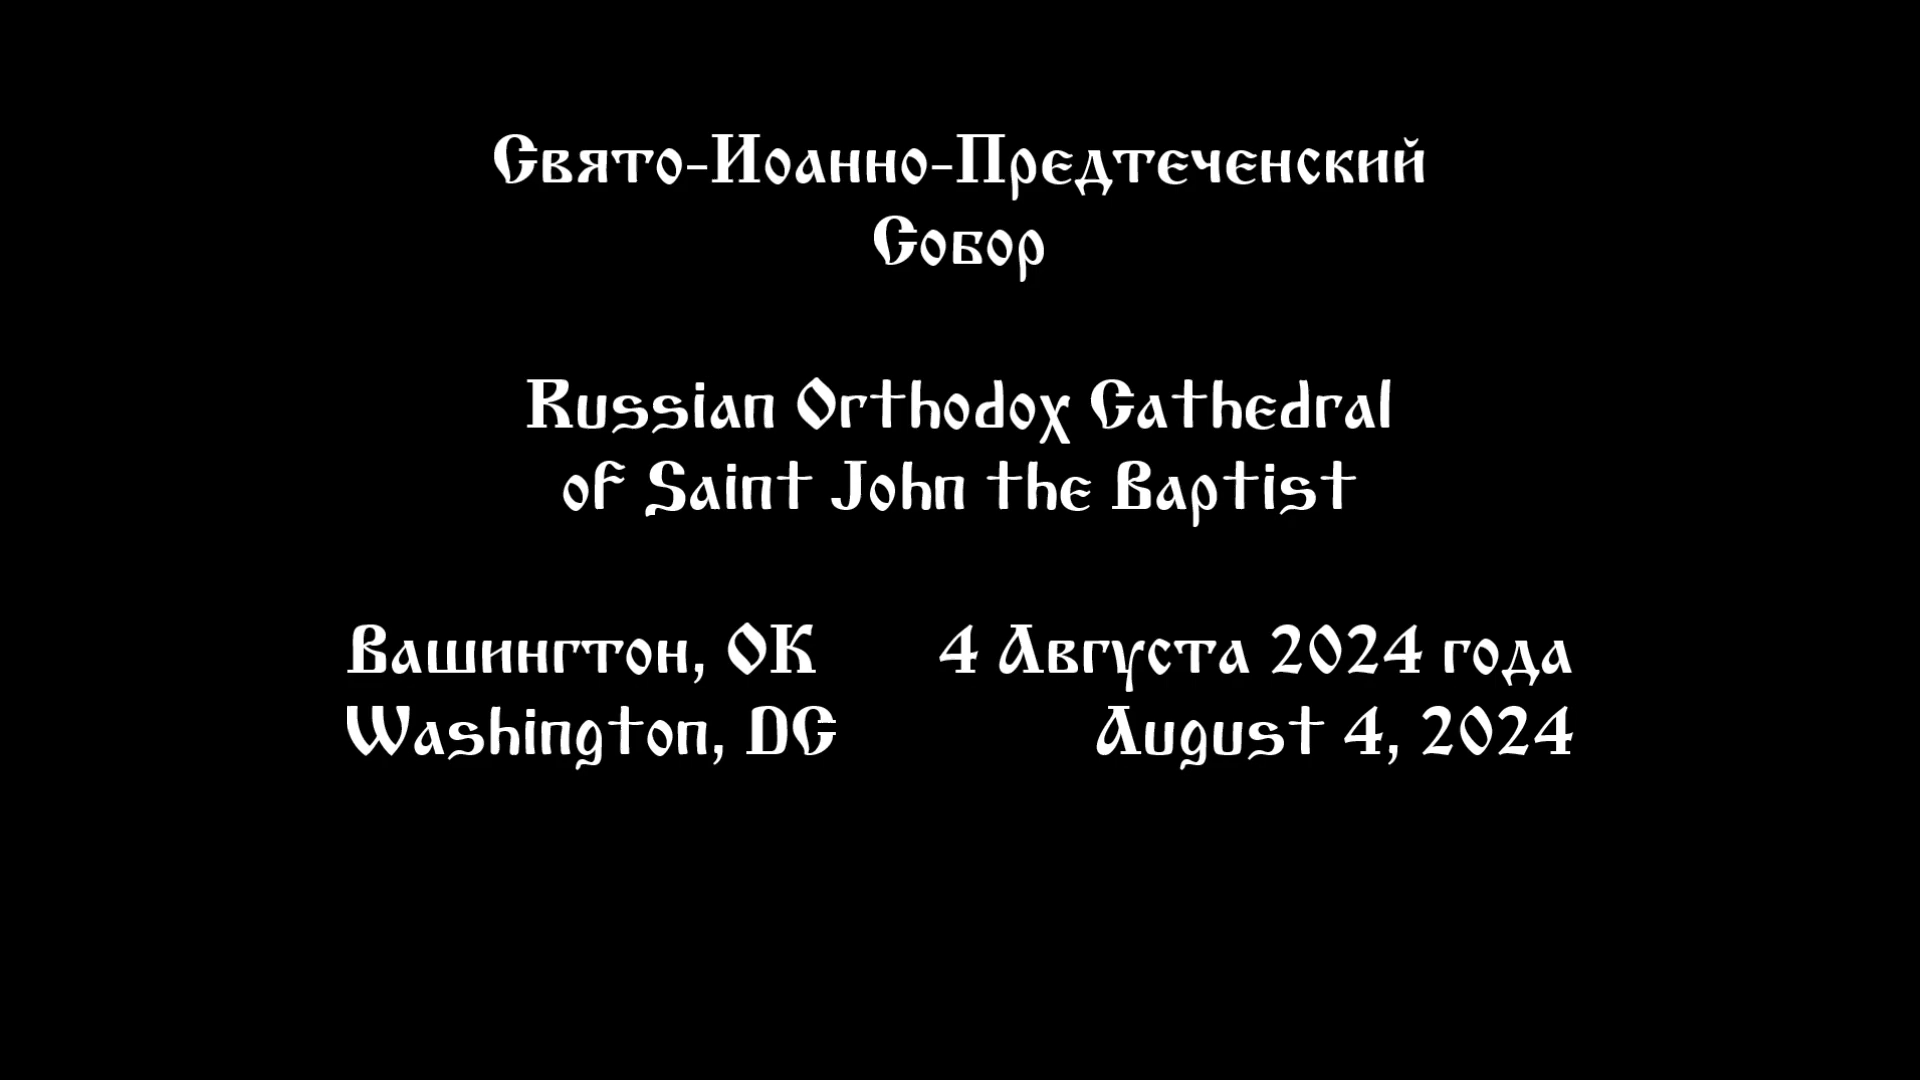 Свято-Иоанно-Предтеченский
Собор
Russian Orthodox Cathedral
of Saint John the Baptist
Вашингтон, ОК 4 Августа 2024 года
Washington, DC August 4, 2024